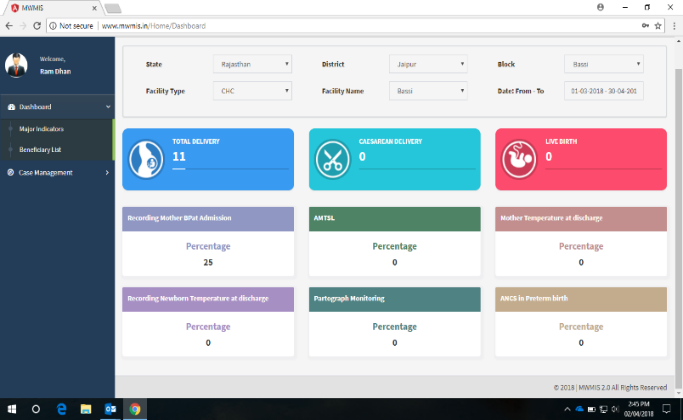 MWMIS
Not secure | www.mwmis.in/Home/Dashboard
Welcome,
Ram Dhan
Dashboard
Major Indicators
Beneficiary List
Case Management
State Rajasthan District Jaipur Block Bassi
Facility Type CHC Facility Name Bassi Date: From - To 01-03-2018 - 30-04-201
TOTAL DELIVERY
11
CAESAREAN DELIVERY
0
LIVE BIRTH
0
Recording Mother BPat Admission
Percentage
25
AMTSL
Percentage
0
Mother Temperature at discharge
Percentage
0
Recording Newborn Temperature at discharge
Percentage
0
Partograph Monitoring
Percentage
0
ANCS in Preterm birth
Percentage
0
© 2018 | MWMIS 2.0 All Rights Reserved
2:45 PM
02/04/2018